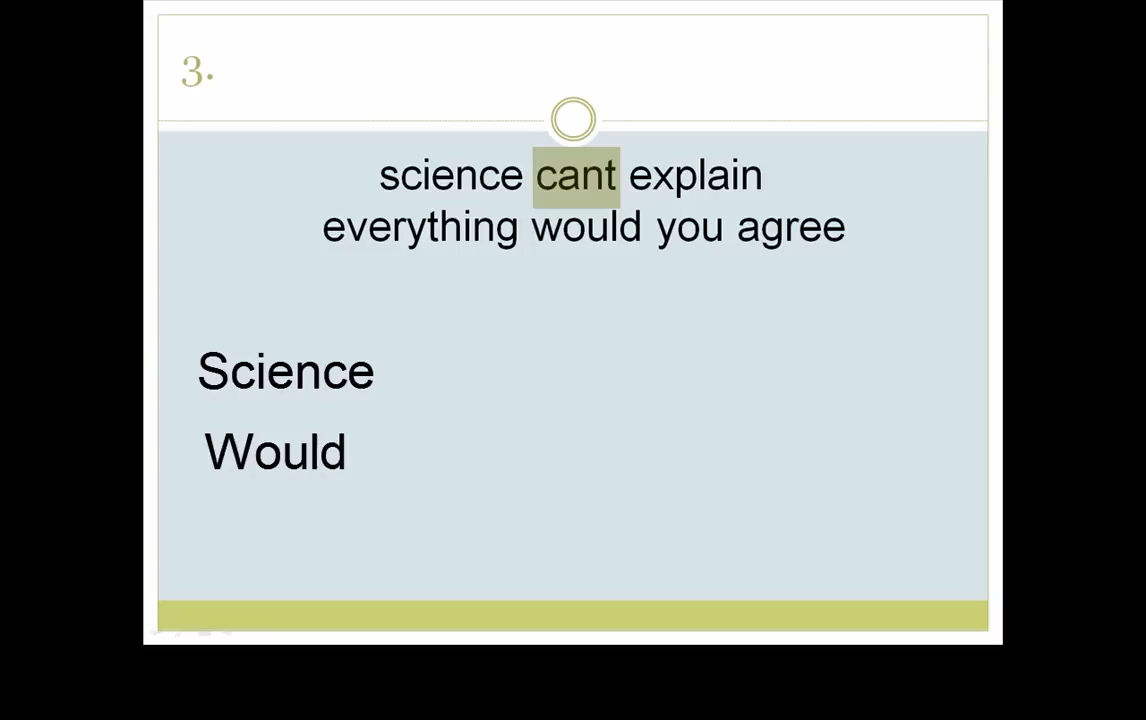 3.
science cant explain
everything would you agree
Science
Would